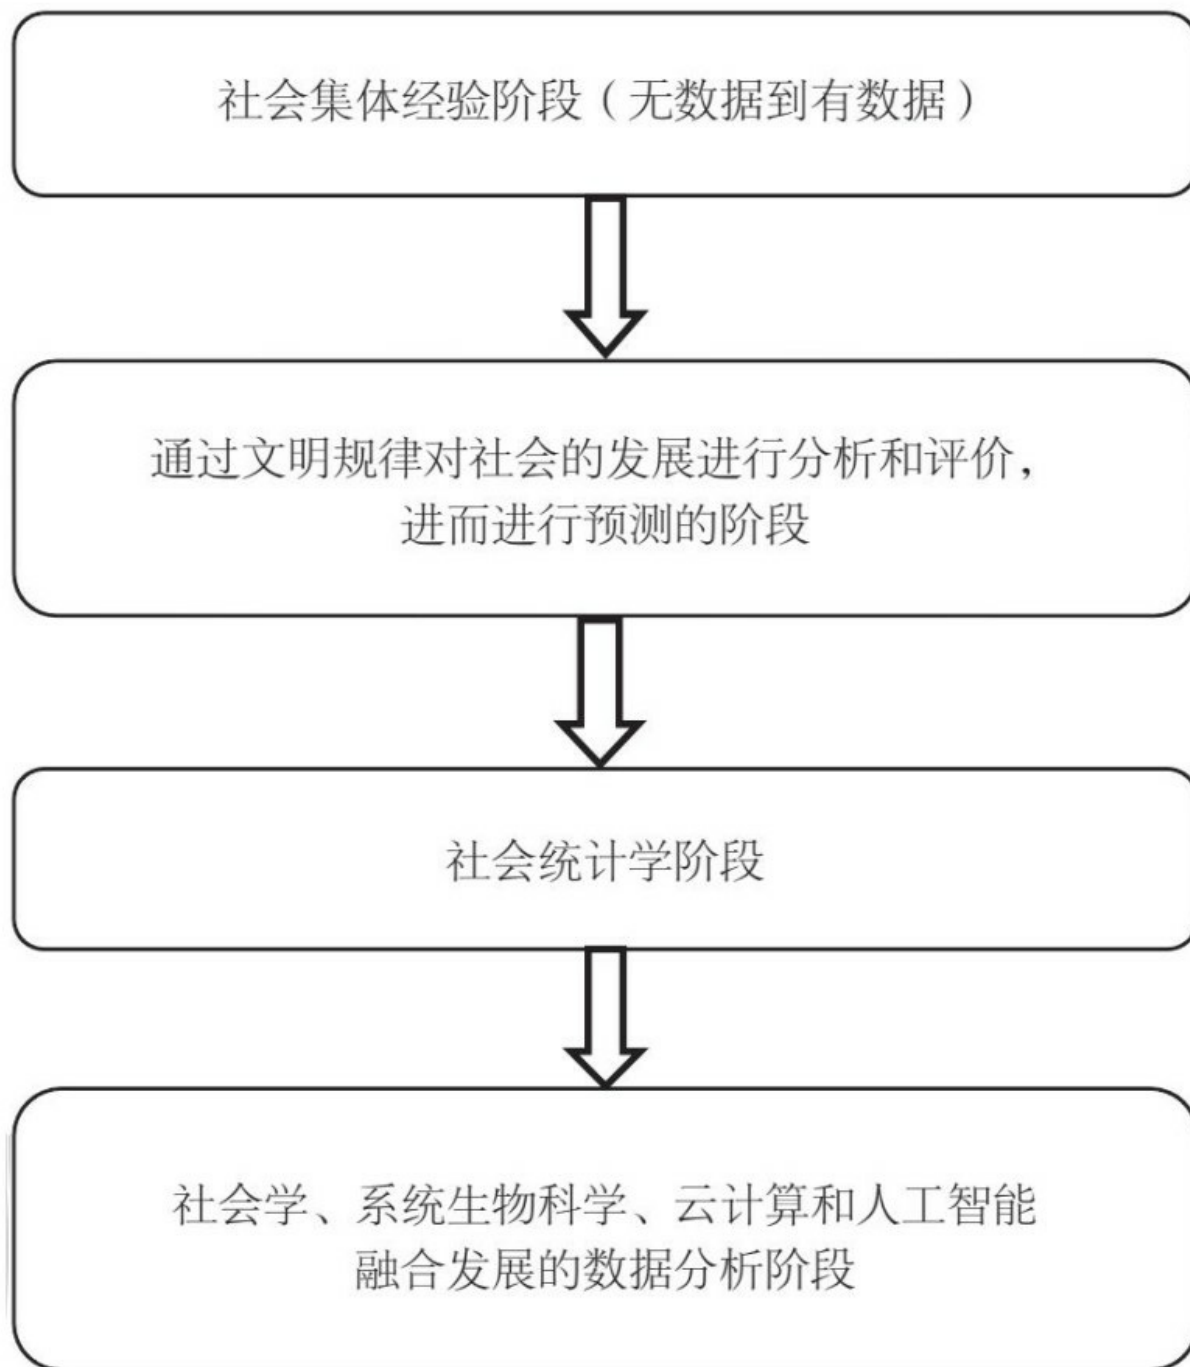 社会集体经验阶段（无数据到有数据）
通过文明规律对社会的发展进行分析和评价，
进而进行预测的阶段
社会统计学阶段
社会学、系统生物科学、云计算和人工智能
融合发展的数据分析阶段